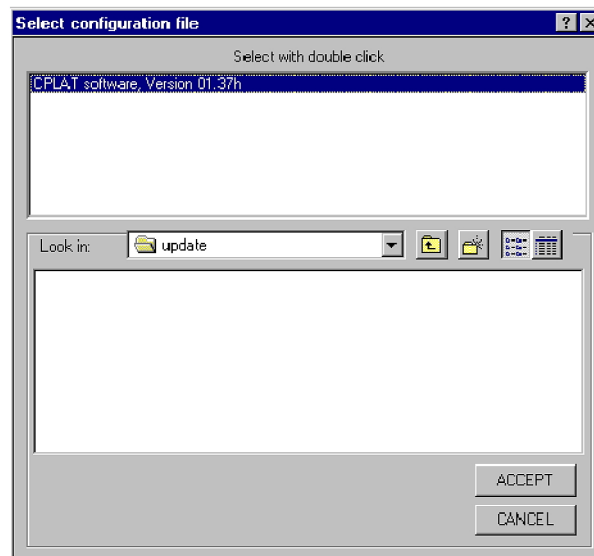 Select configuration file
Select with double click
CPLAT software, Version 01.37h
Look in: update
ACCEPT
CANCEL